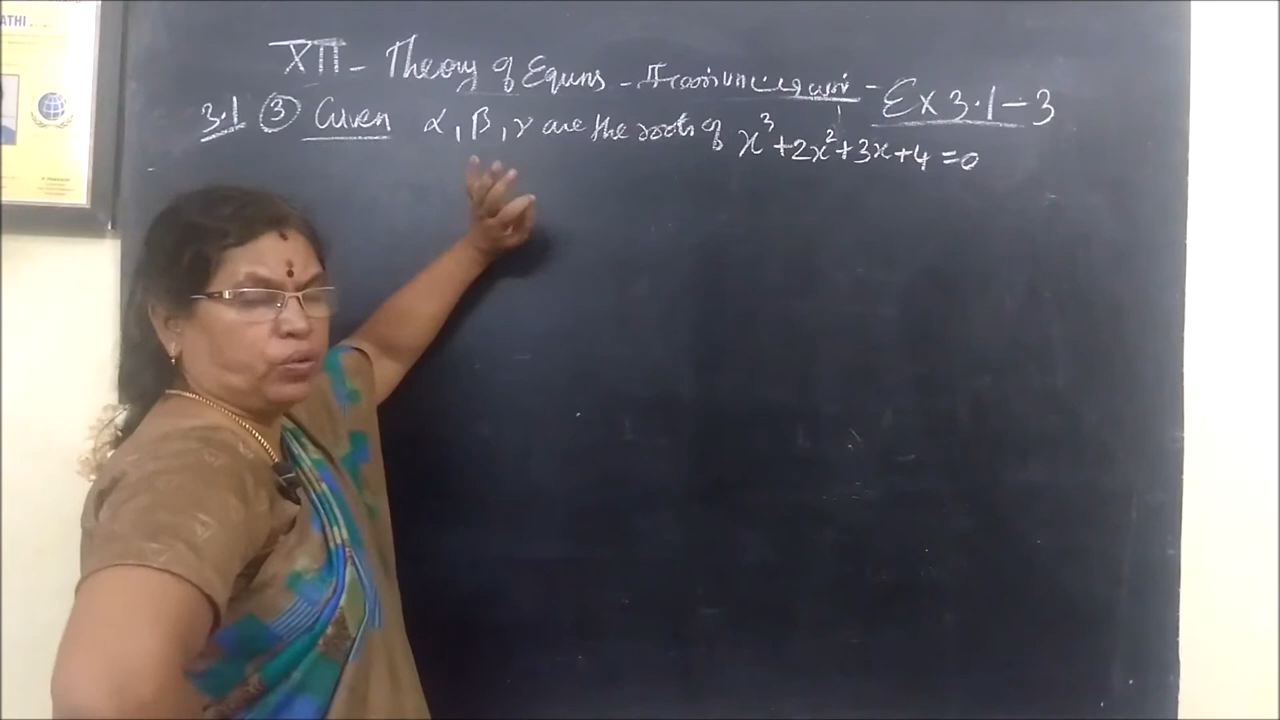 ATHI
XII - Theory of Equns - - Ex 3.1-3
3.1 ③ Given α, β, γ are the roots of x³+2x²+3x+4=0